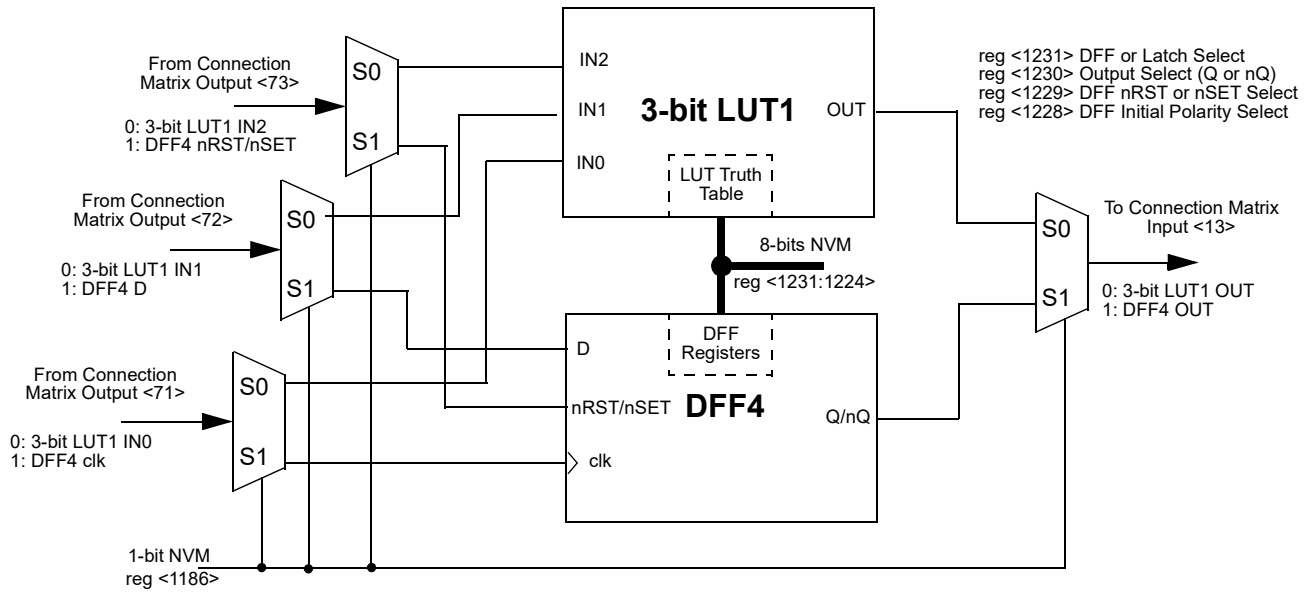 From Connection
Matrix Output <73>
0: 3-bit LUT1 IN2
1: DFF4 nRST/nSET
S0
S1
From Connection
Matrix Output <72>
0: 3-bit LUT1 IN1
1: DFF4 D
S0
S1
From Connection
Matrix Output <71>
0: 3-bit LUT1 IN0
1: DFF4 clk
S0
S1
1-bit NVM
reg <1186>
IN2
IN1
IN0
3-bit LUT1
OUT
LUT Truth
Table
8-bits NVM
reg <1231:1224>
DFF
Registers
D
nRST/nSET
clk
DFF4
Q/nQ
reg <1231> DFF or Latch Select
reg <1230> Output Select (Q or nQ)
reg <1229> DFF nRST or nSET Select
reg <1228> DFF Initial Polarity Select
S0
S1
To Connection Matrix
Input <13>
0: 3-bit LUT1 OUT
1: DFF4 OUT